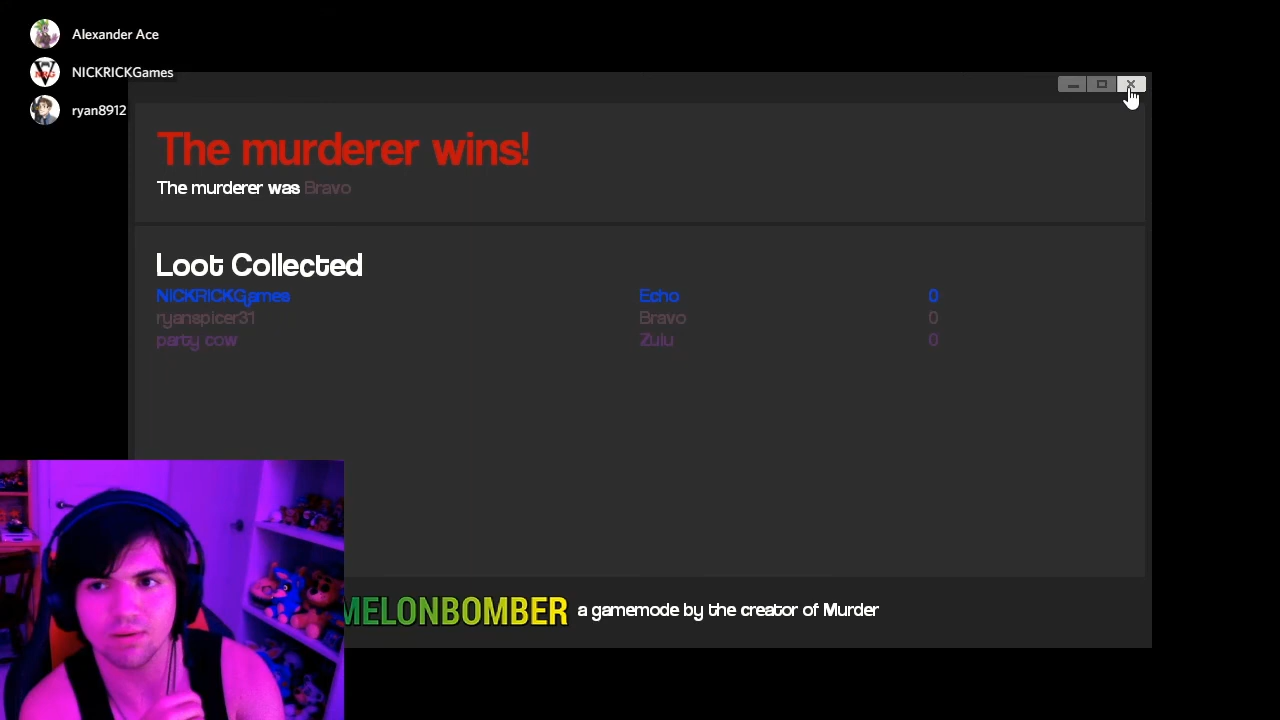 Alexander Ace
NICKRICKGames
ryan8912
The murderer wins!
The murderer was Bravo
Loot Collected
NICKRICKGames Echo 0
ryanspicer31 Bravo 0
party cow Zulu 0
MELONBOMBER a gamemode by the creator of Murder